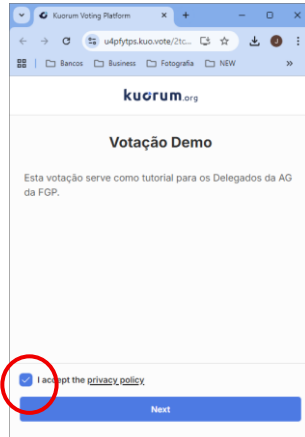 Kuorum Voting Platform
u4pfytps.kuo.vote/2tc...
Bancos Business Fotografia NEW
kuorum.org
Votação Demo
Esta votação serve como tutorial para os Delegados da AG
da FGP.
I accept the privacy policy
Next